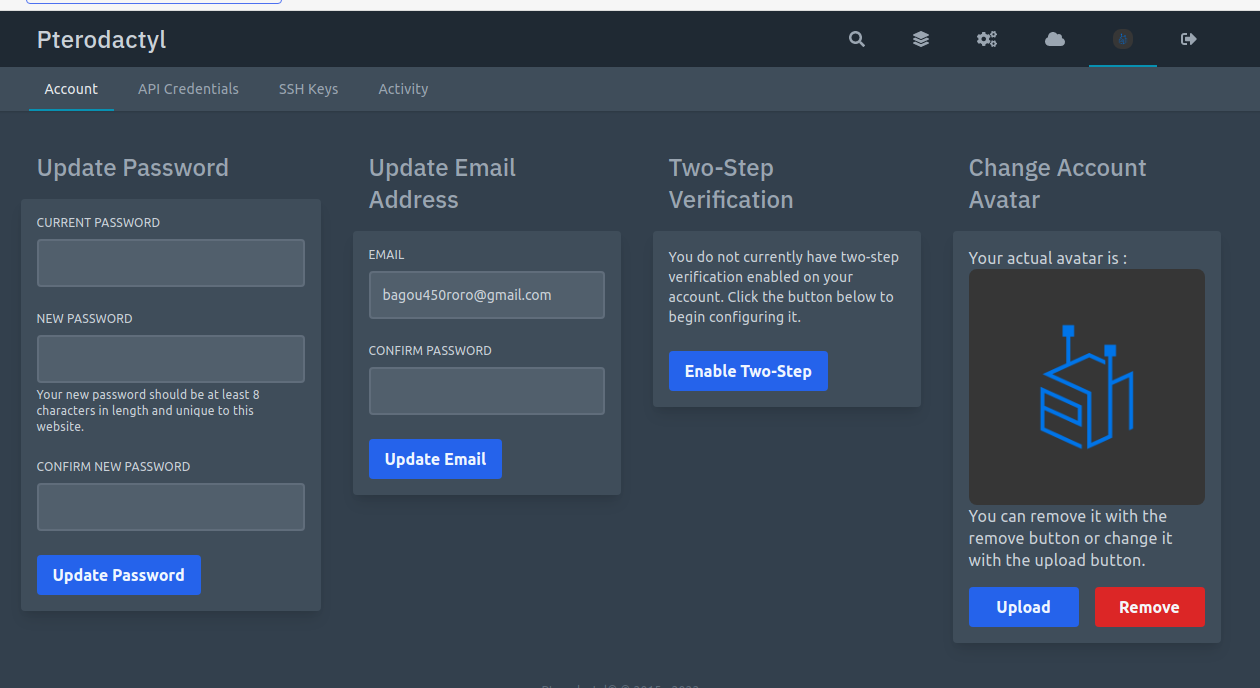 Pterodactyl
Account
API Credentials
SSH Keys
Activity
Update Password
CURRENT PASSWORD
NEW PASSWORD
Your new password should be at least 8
characters in length and unique to this
website.
CONFIRM NEW PASSWORD
Update Password
Update Email
Address
EMAIL
bagou450roro@gmail.com
CONFIRM PASSWORD
Update Email
Two-Step
Verification
You do not currently have two-step
verification enabled on your
account. Click the button below to
begin configuring it.
Enable Two-Step
Change Account
Avatar
Your actual avatar is :
You can remove it with the
remove button or change it
with the upload button.
Upload
Remove